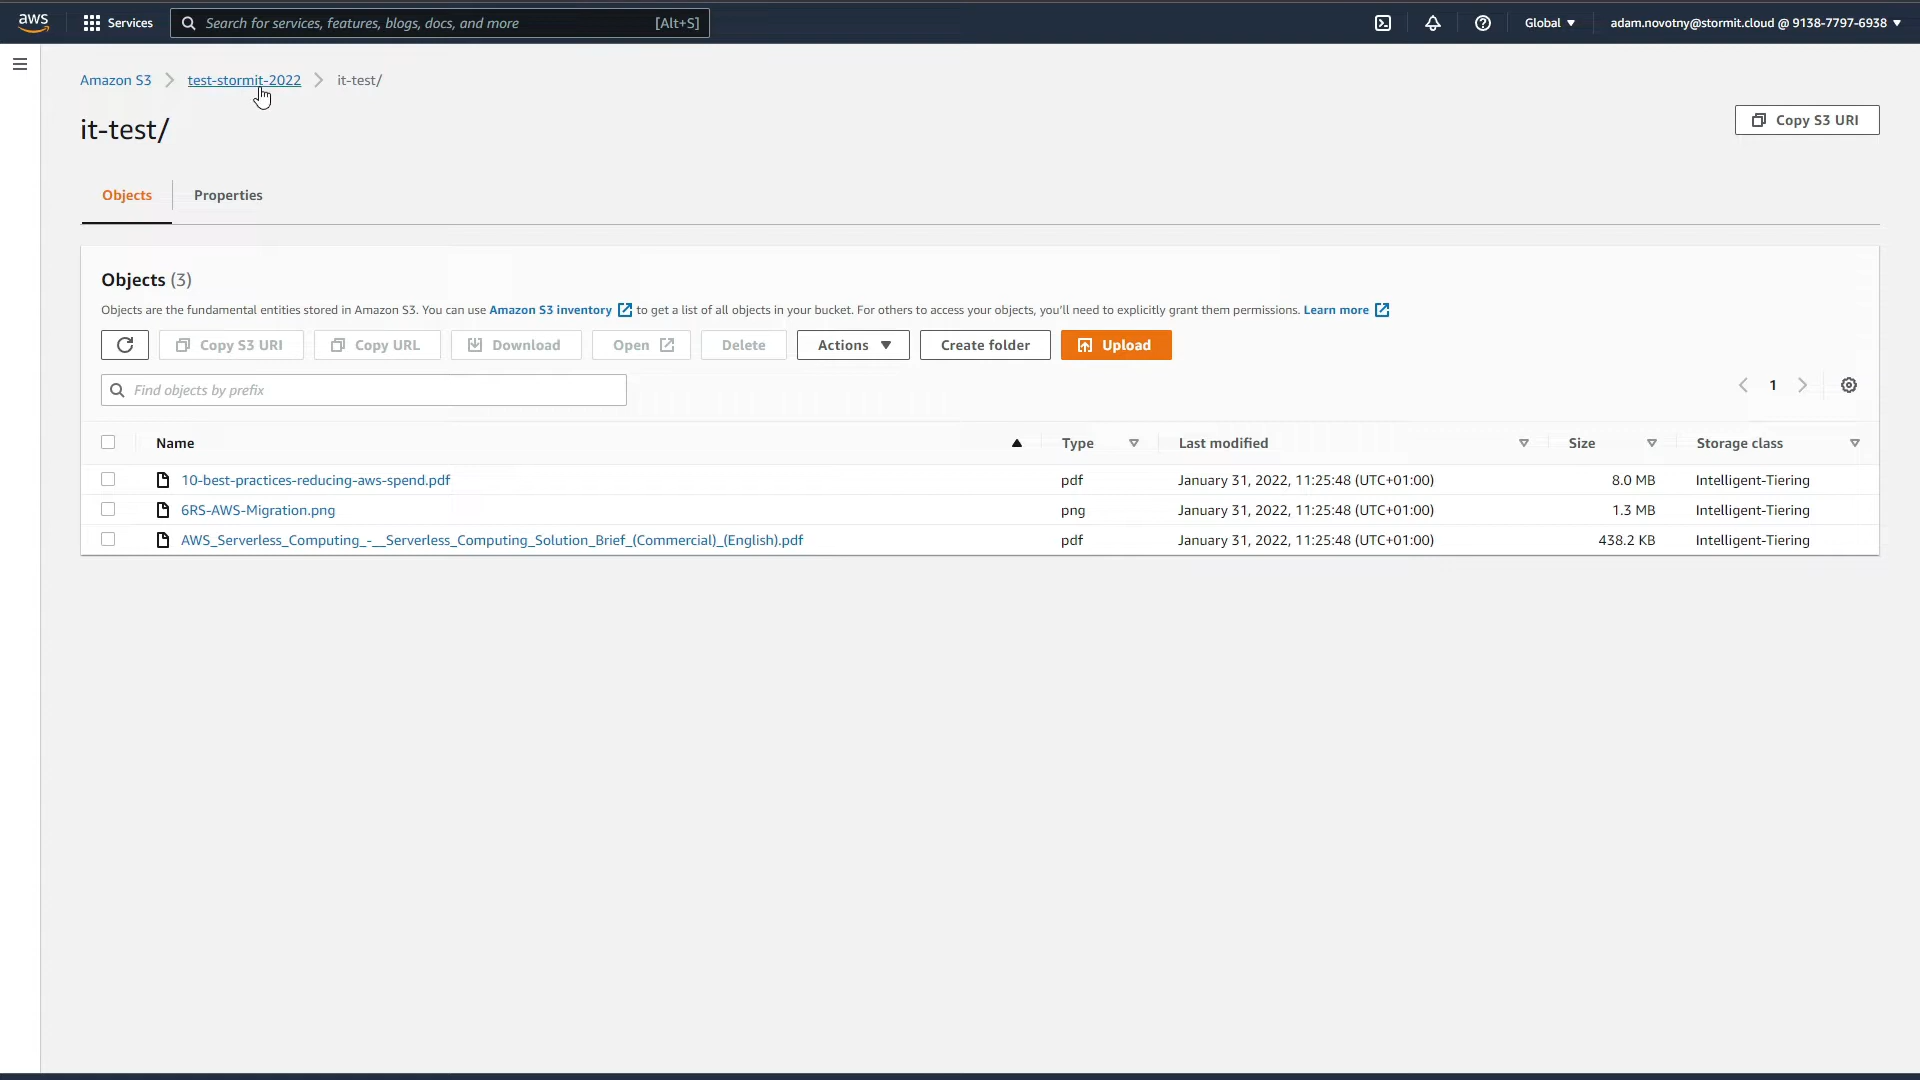 aws Services Search for services, features, blogs, docs, and more [Alt+S] Global adam.novotny@stormit.cloud @ 9138-7797-6938
Amazon S3 test-stormit-2022 it-test/
it-test/
Copy S3 URI
Objects Properties
Objects (3)
Objects are the fundamental entities stored in Amazon S3. You can use Amazon S3 inventory to get a list of all objects in your bucket. For others to access your objects, you'll need to explicitly grant them permissions. Learn more
Copy S3 URI Copy URL Download Open Delete Actions Create folder Upload
Find objects by prefix 1
Name Type Last modified Size Storage class
10-best-practices-reducing-aws-spend.pdf pdf January 31, 2022, 11:25:48 (UTC+01:00) 8.0 MB Intelligent-Tiering
6RS-AWS-Migration.png png January 31, 2022, 11:25:48 (UTC+01:00) 1.3 MB Intelligent-Tiering
AWS_Serverless_Computing_-__Serverless_Computing_Solution_Brief_(Commercial)_(English).pdf pdf January 31, 2022, 11:25:48 (UTC+01:00) 438.2 KB Intelligent-Tiering